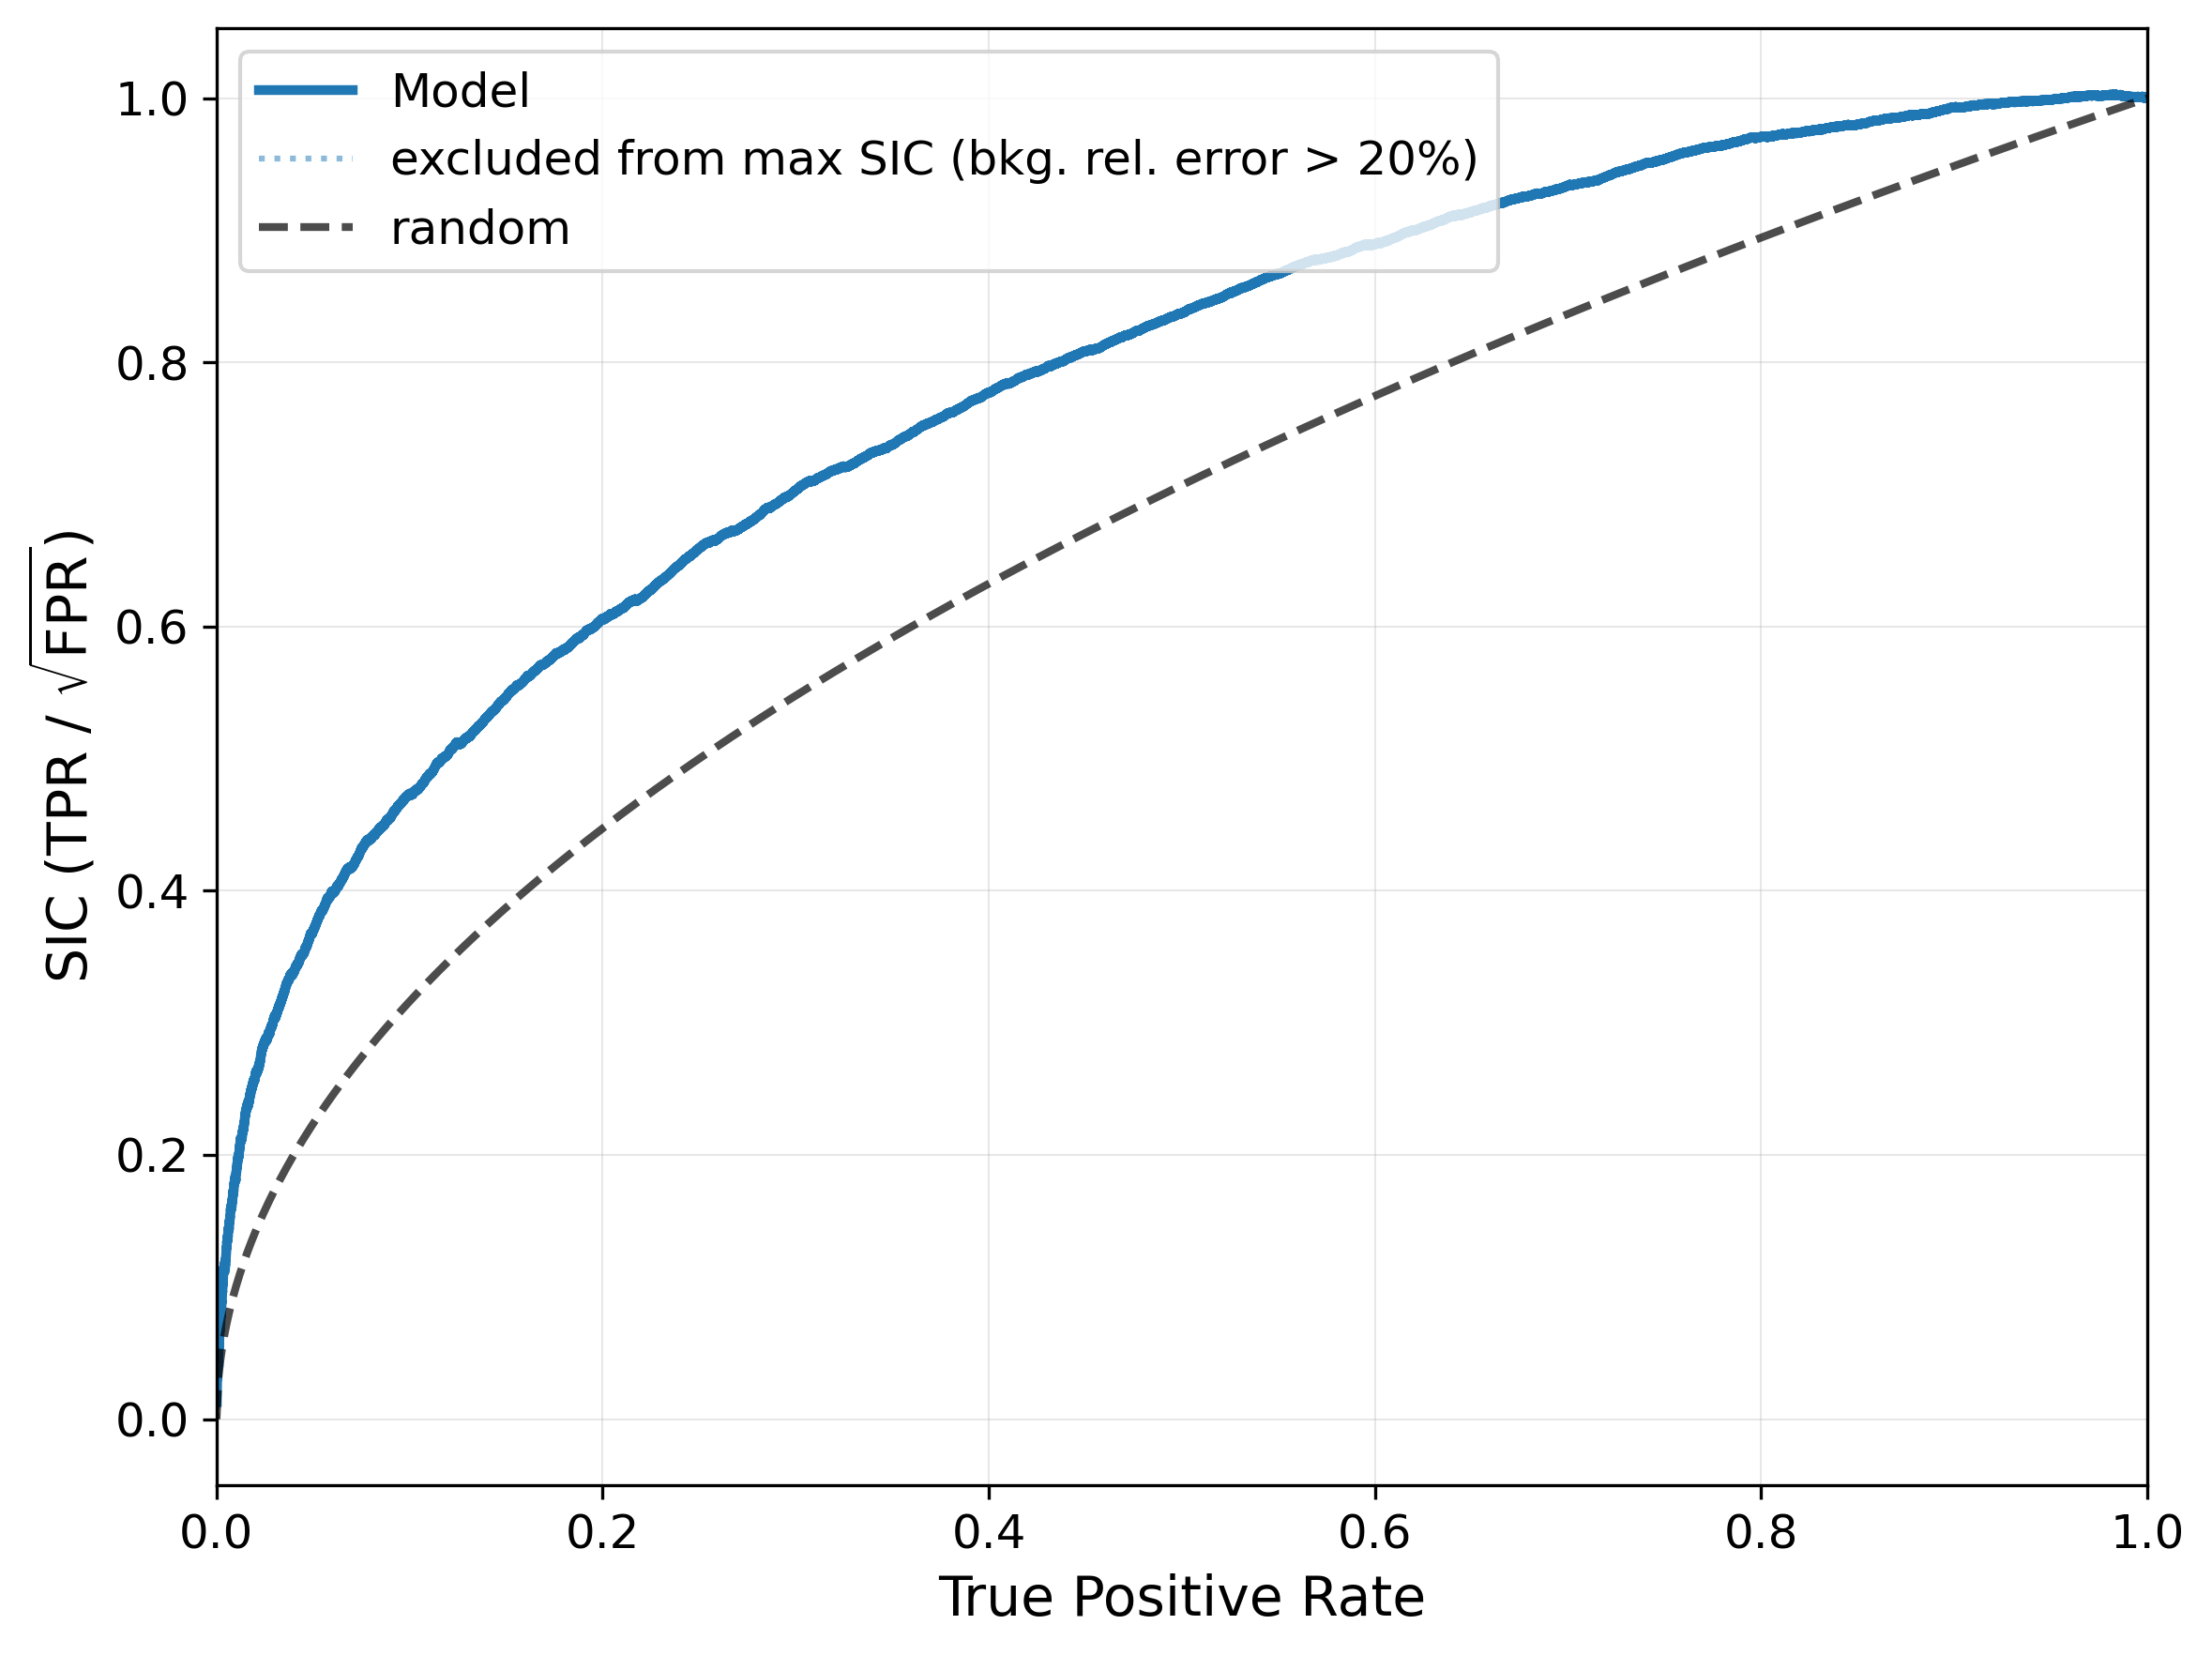 Model
excluded from max SIC (bkg. rel. error > 20%)
random
1.0
0.8
0.6
0.4
0.2
0.0
SIC (TPR / √FPR)
0.0 0.2 0.4 0.6 0.8 1.0
True Positive Rate